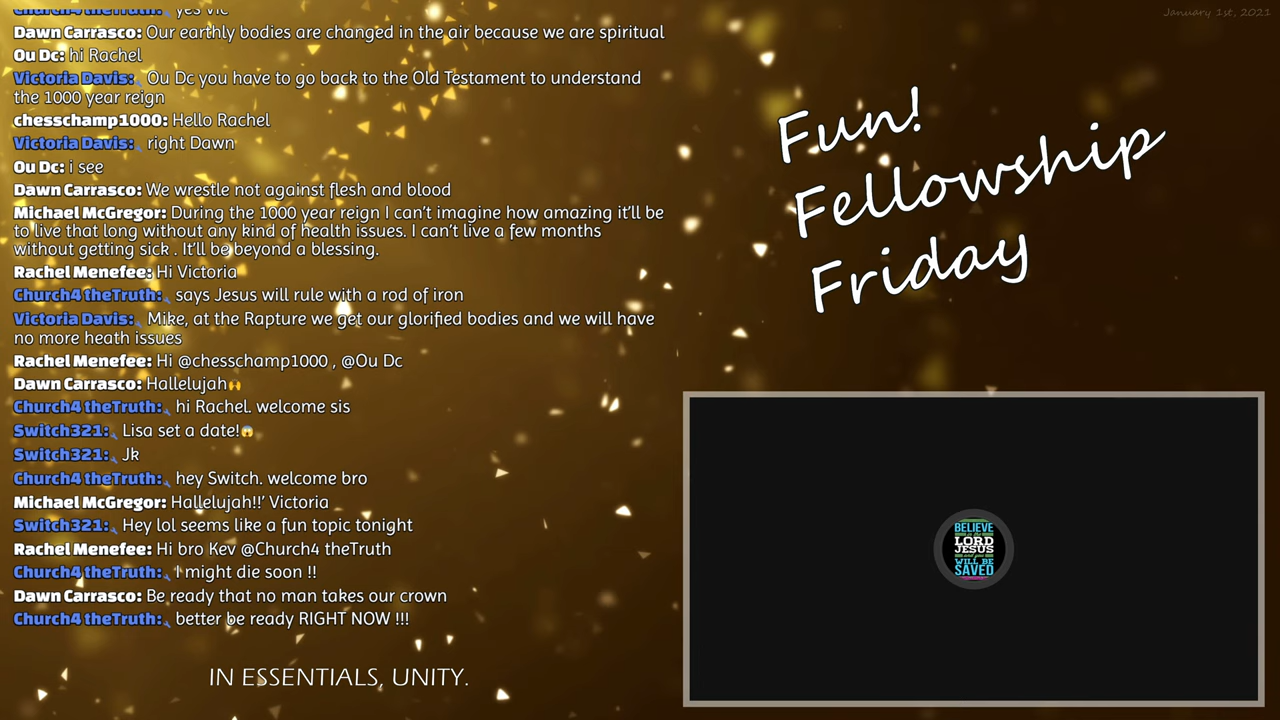 Church4 theTruth: yes vic
Dawn Carrasco: Our earthly bodies are changed in the air because we are spiritual
Ou Dc: hi Rachel
Victoria Davis: Ou Dc you have to go back to the Old Testament to understand
the 1000 year reign
chesschamp1000: Hello Rachel
Victoria Davis: right Dawn
Ou Dc: i see
Dawn Carrasco: We wrestle not against flesh and blood
Michael McGregor: During the 1000 year reign I can't imagine how amazing it'll be
to live that long without any kind of health issues. I can't live a few months
without getting sick . It'll be beyond a blessing.
Rachel Menefee: Hi Victoria
Church4 theTruth: says Jesus will rule with a rod of iron
Victoria Davis: Mike, at the Rapture we get our glorified bodies and we will have
no more heath issues
Rachel Menefee: Hi @chesschamp1000 , @Ou Dc
Dawn Carrasco: Hallelujah🙌
Church4 theTruth: hi Rachel. welcome sis
Switch321: Lisa set a date!😱
Switch321: Jk
Church4 theTruth: hey Switch. welcome bro
Michael McGregor: Hallelujah!!' Victoria
Switch321: Hey lol seems like a fun topic tonight
Rachel Menefee: Hi bro Kev @Church4 theTruth
Church4 theTruth: I might die soon !!
Dawn Carrasco: Be ready that no man takes our crown
Church4 theTruth: better be ready RIGHT NOW !!!
IN ESSENTIALS, UNITY.
January 1st, 2021
Fun!
Fellowship
Friday
BELIEVE
LORD
JESUS
WILL BE
SAVED